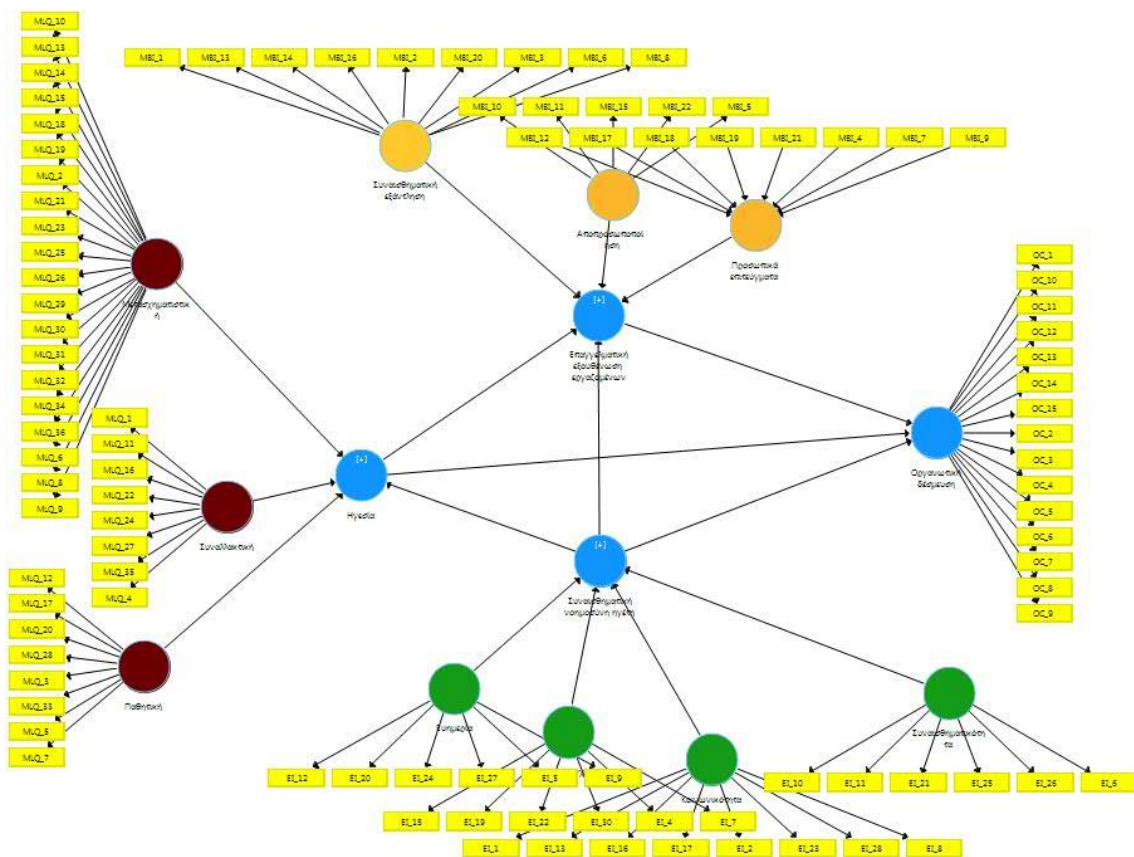 MLQ_10
MLQ_13
MLQ_14
MLQ_15
MLQ_18
MLQ_19
MLQ_2
MLQ_21
MLQ_23
MLQ_25
MLQ_26
MLQ_29
MLQ_30
MLQ_31
MLQ_32
MLQ_34
MLQ_36
MLQ_6
MLQ_8
MLQ_9
MBI_1
MBI_13
MBI_14
MBI_16
MBI_2
MBI_20
MBI_3
MBI_6
MBI_8
MBI_10
MBI_11
MBI_15
MBI_22
MBI_5
MBI_12
MBI_17
MBI_18
MBI_19
MBI_21
MBI_4
MBI_7
MBI_9
Συναισθηματική
εξάντληση
Αποπροσωποποί
ηση
Προσωπικά
επιτεύγματα
Μετασχηματιστικ
ή
[+]
Επαγγελματική
εξουθένωση
εργαζομένων
OC_1
OC_10
OC_11
OC_12
OC_13
OC_14
OC_15
OC_2
OC_3
OC_4
OC_5
OC_6
OC_7
OC_8
OC_9
Οργανωτική
δέσμευση
MLQ_1
MLQ_11
MLQ_16
MLQ_22
MLQ_24
MLQ_27
MLQ_35
MLQ_4
Συναλλακτική
[+]
Ηγεσία
[+]
Συναισθηματική
νοημοσύνη ηγέτη
MLQ_12
MLQ_17
MLQ_20
MLQ_28
MLQ_3
MLQ_33
MLQ_5
MLQ_7
Παθητική
Ευημερία
Κοινωνικότητα
Συναισθηματικότη
τα
EI_12
EI_20
EI_24
EI_27
EI_5
EI_9
EI_10
EI_11
EI_21
EI_25
EI_26
EI_6
EI_15
EI_19
EI_22
EI_30
EI_4
EI_7
EI_1
EI_13
EI_16
EI_17
EI_2
EI_23
EI_28
EI_8